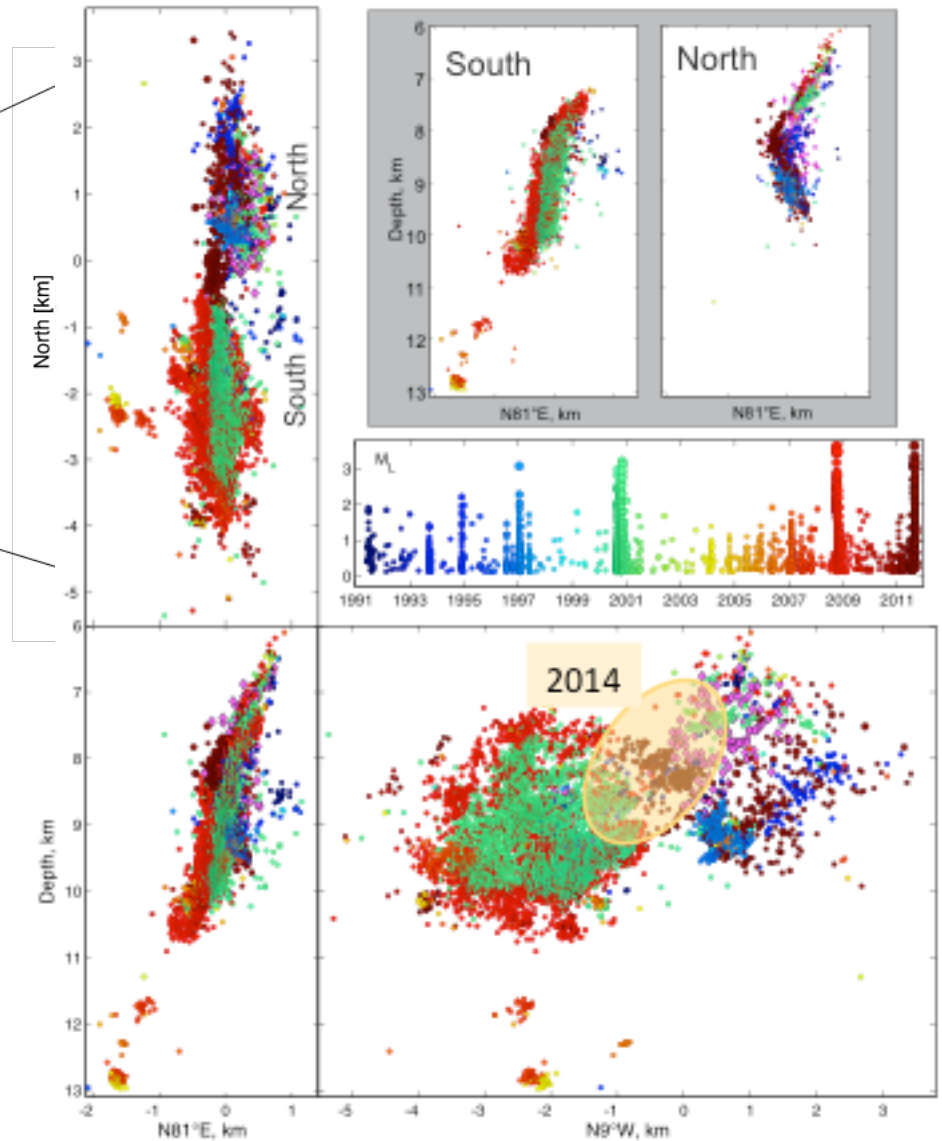 3
2
1
0
-1
-2
-3
-4
-5
6
North [km]
North
South
South
North
6
7
8
9
10
11
12
13
Depth, km
N81°E, km
N81°E, km
M_L
3
2
1
0
1991 1993 1995 1997 1999 2001 2003 2005 2007 2009 2011
7
8
9
10
11
12
13
Depth, km
-2 -1 0 1
N81°E, km
2014
-5 -4 -3 -2 -1 0 1 2 3
N9°W, km